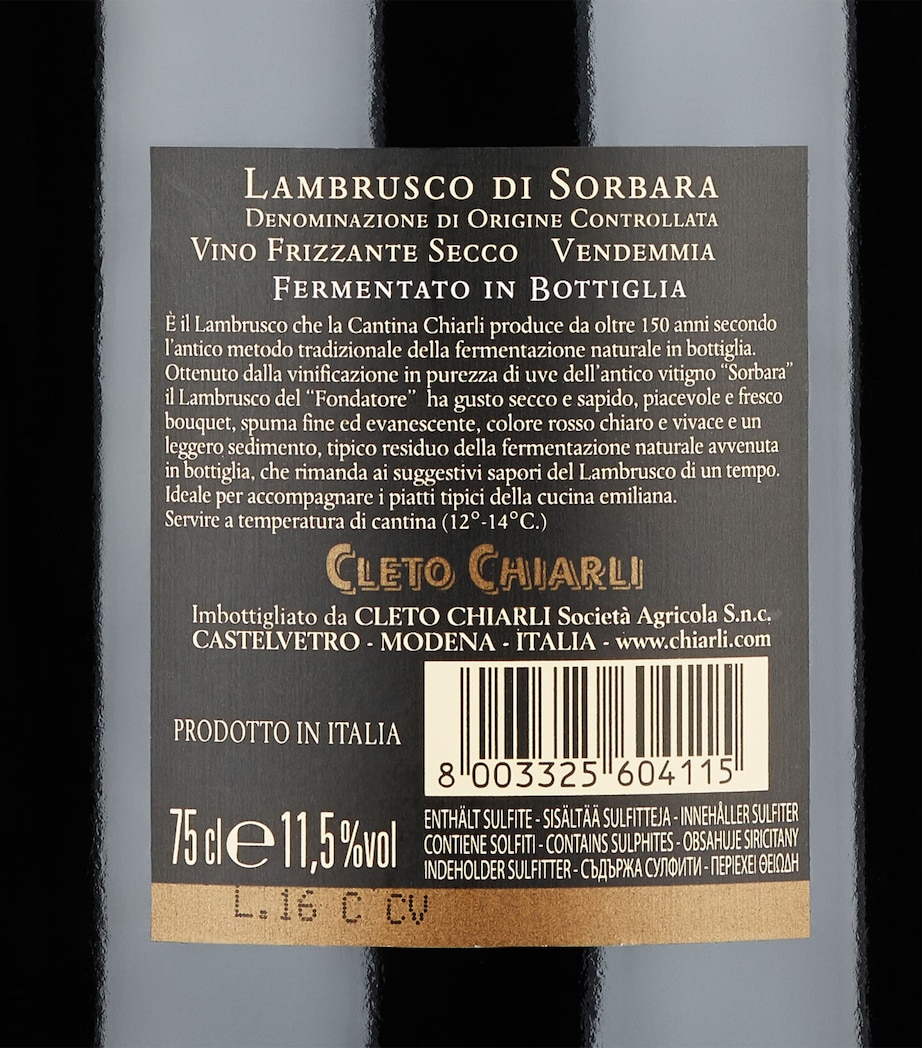 Lambrusco di Sorbara
Denominazione di Origine Controllata
Vino Frizzante Secco Vendemmia
Fermentato in Bottiglia
È il Lambrusco che la Cantina Chiarli produce da oltre 150 anni secondo
l'antico metodo tradizionale della fermentazione naturale in bottiglia.
Ottenuto dalla vinificazione in purezza di uve dell'antico vitigno "Sorbara"
il Lambrusco del "Fondatore" ha gusto secco e sapido, piacevole e fresco
bouquet, spuma fine ed evanescente, colore rosso chiaro e vivace e un
leggero sedimento, tipico residuo della fermentazione naturale avvenuta
in bottiglia, che rimanda ai suggestivi sapori del Lambrusco di un tempo.
Ideale per accompagnare i piatti tipici della cucina emiliana.
Servire a temperatura di cantina (12°-14°C.)
Cleto Chiarli
Imbottigliato da CLETO CHIARLI Società Agricola S.n.c.
CASTELVETRO - MODENA - ITALIA - www.chiarli.com
PRODOTTO IN ITALIA
8 003325 604115
75 cl e 11,5 %vol
ENTHÄLT SULFITE - SISÄLTÄÄ SULFITTEJA - INNEHÅLLER SULFITER
CONTIENE SOLFITI - CONTAINS SULPHITES - OBSAHUJE SIRICITANY
INDEHOLDER SULFITTER - СЪДЪРЖА СУЛФИТИ - ΠΕΡΙΕΧΕΙ ΘΕΙΩΔΗ
L.16 C CV